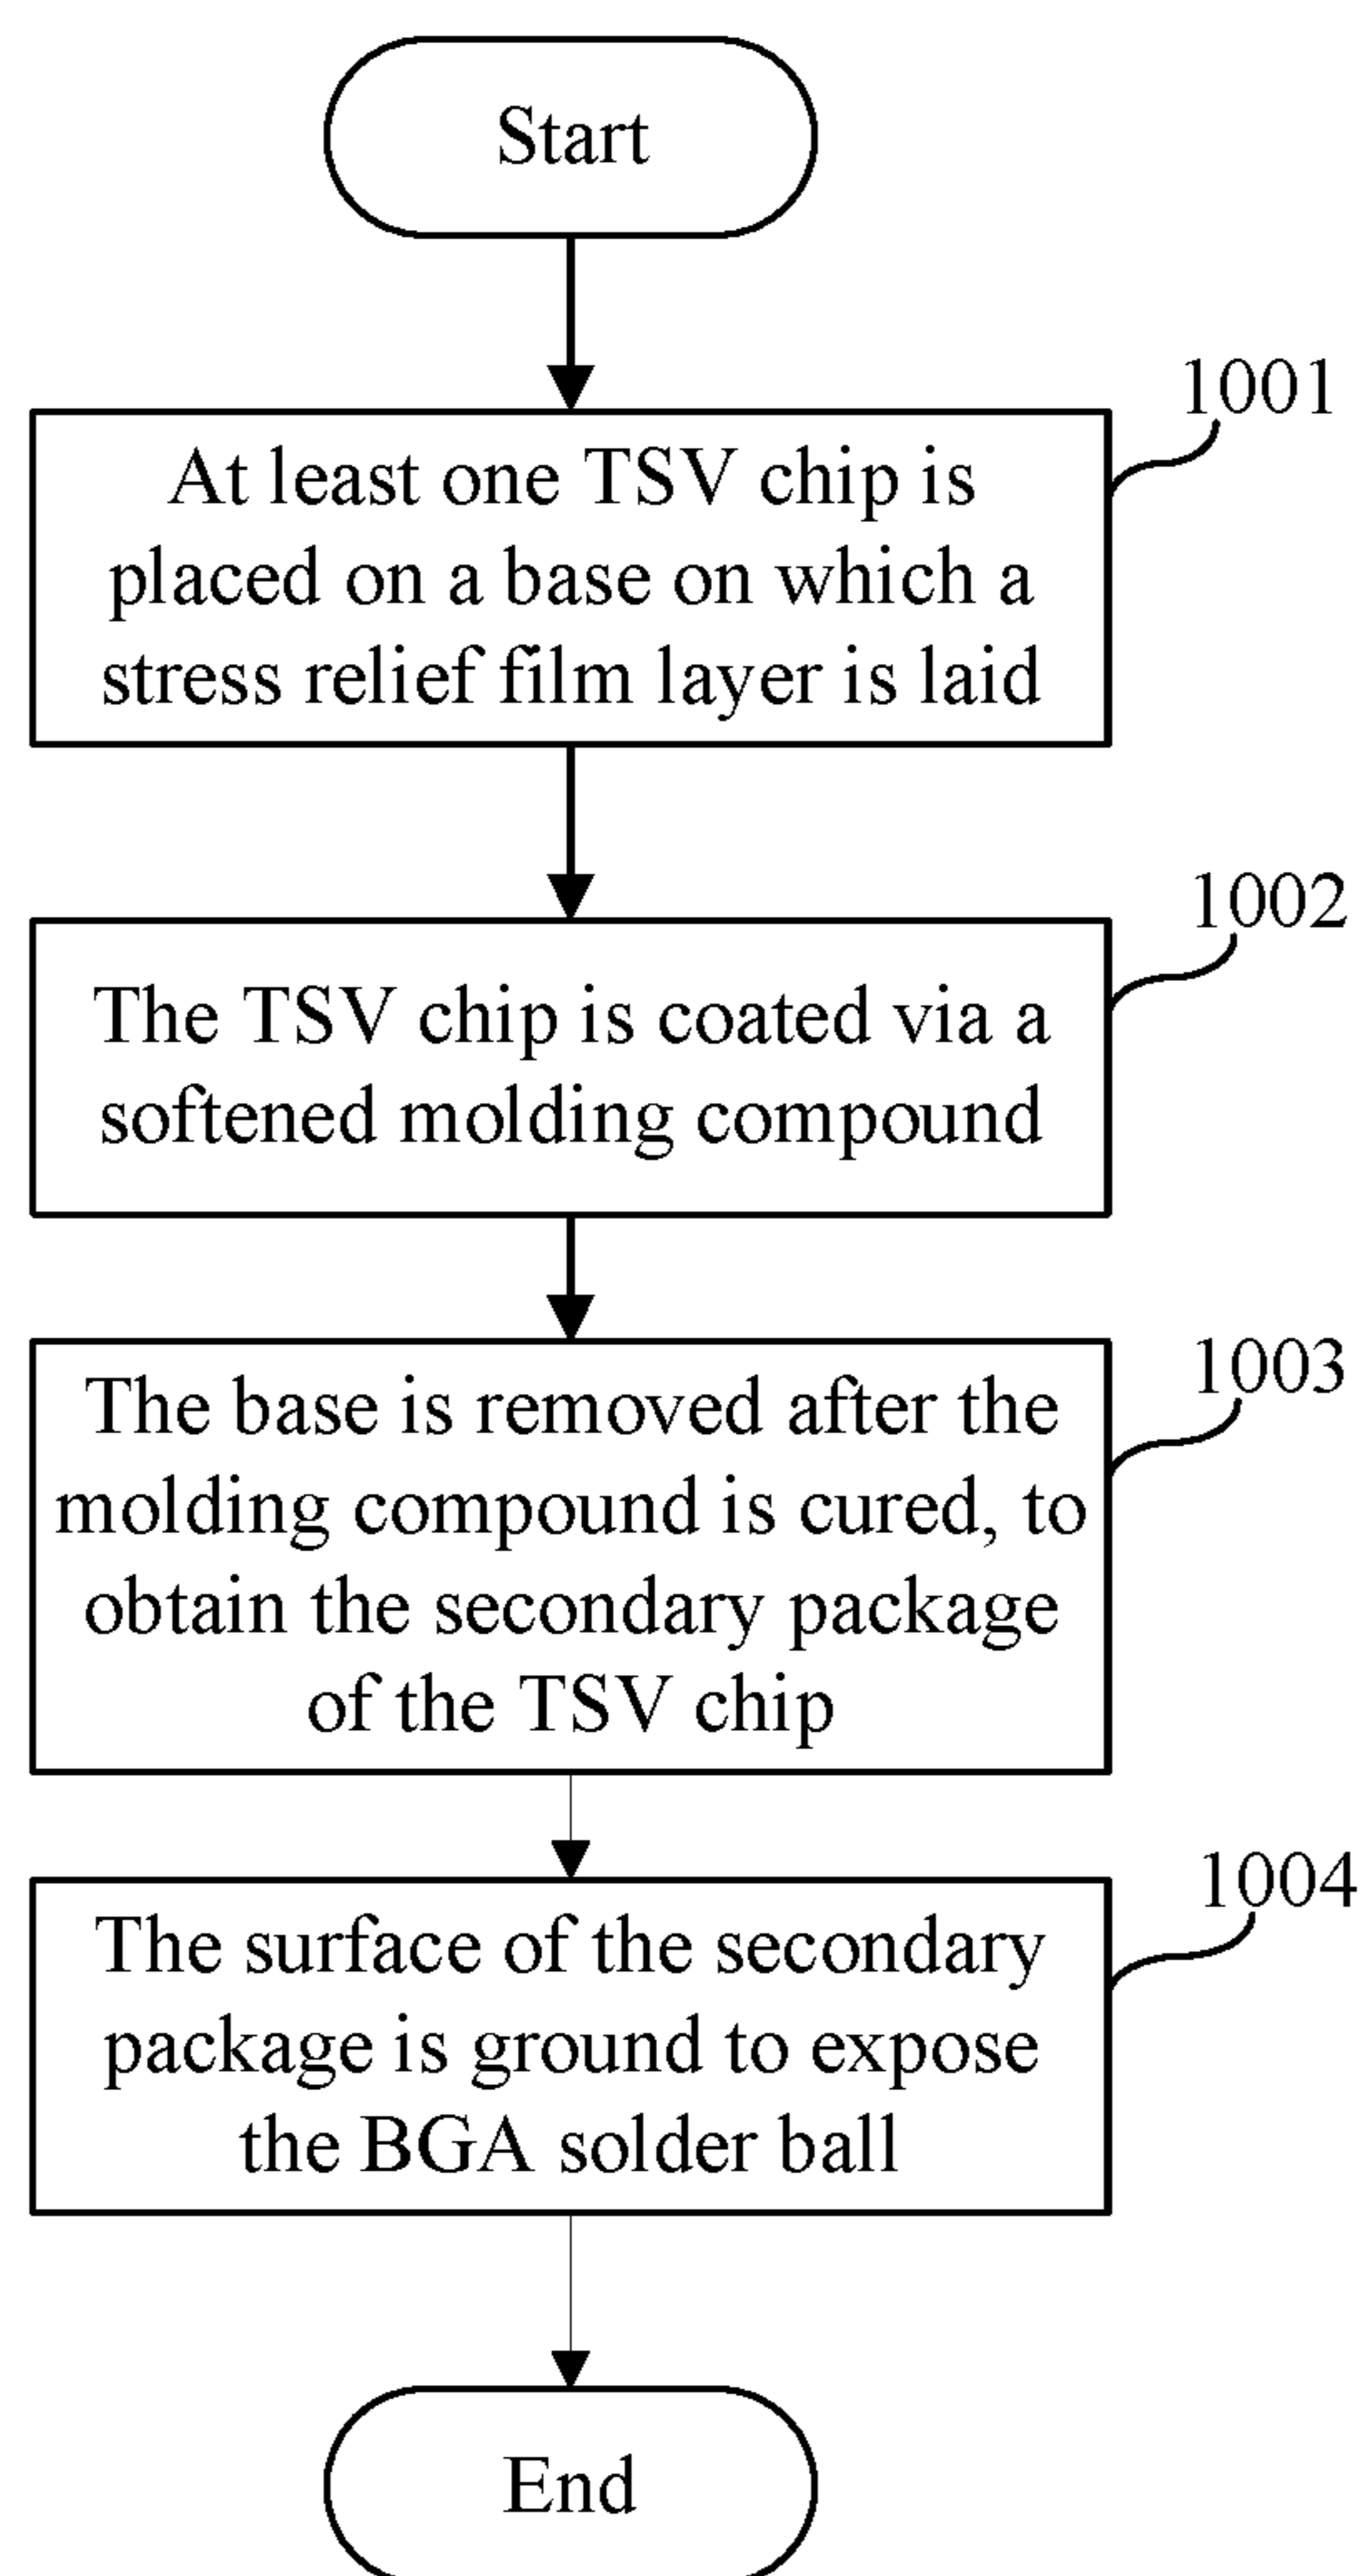 Start
1001
At least one TSV chip is
placed on a base on which a
stress relief film layer is laid
1002
The TSV chip is coated via a
softened molding compound
1003
The base is removed after the
molding compound is cured, to
obtain the secondary package
of the TSV chip
1004
The surface of the secondary
package is ground to expose
the BGA solder ball
End